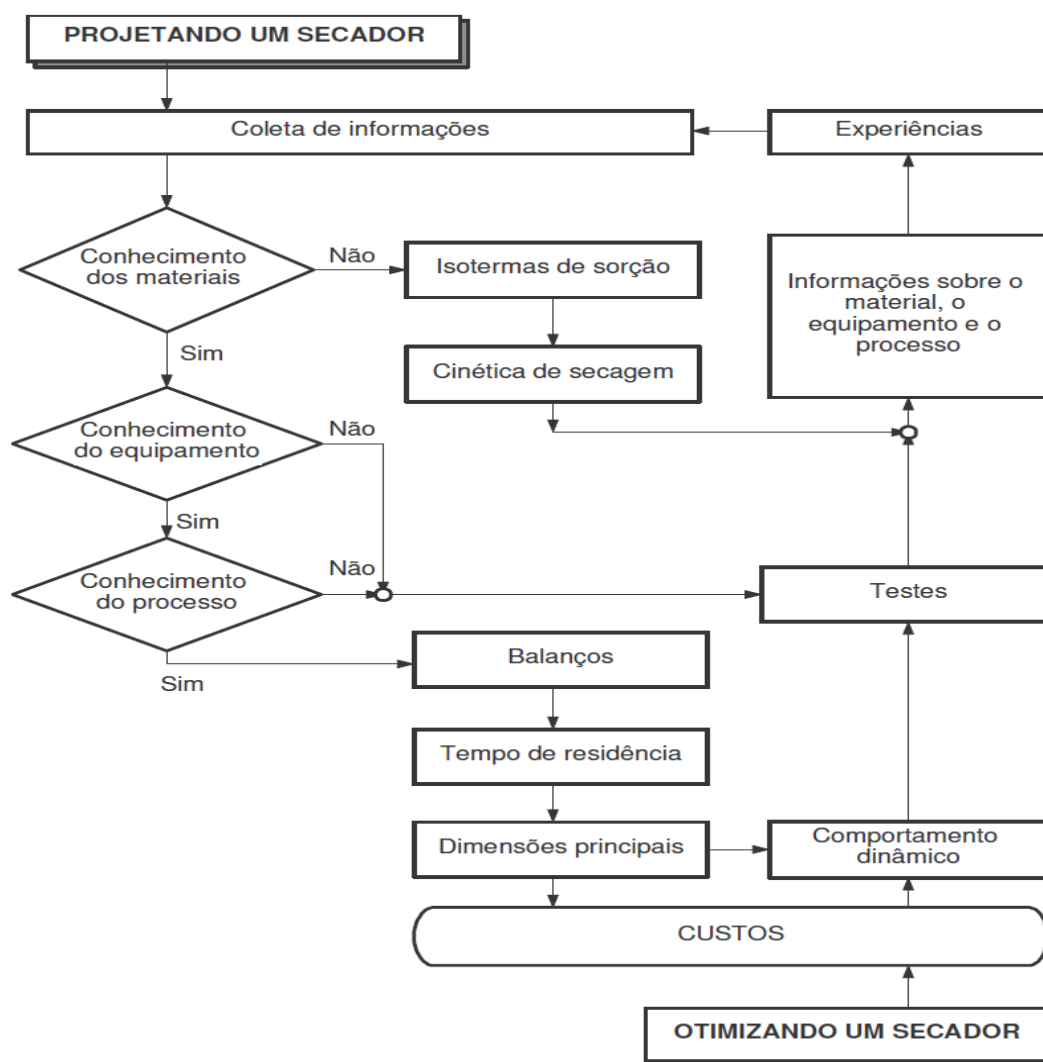 PROJETANDO UM SECADOR
Coleta de informações
Experiências
Conhecimento
dos materiais
Não
Isotermas de sorção
Informações sobre o
material, o
equipamento e o
processo
Sim
Cinética de secagem
Conhecimento
do equipamento
Não
Sim
Conhecimento
do processo
Não
Testes
Sim
Balanços
Tempo de residência
Dimensões principais
Comportamento
dinâmico
CUSTOS
OTIMIZANDO UM SECADOR